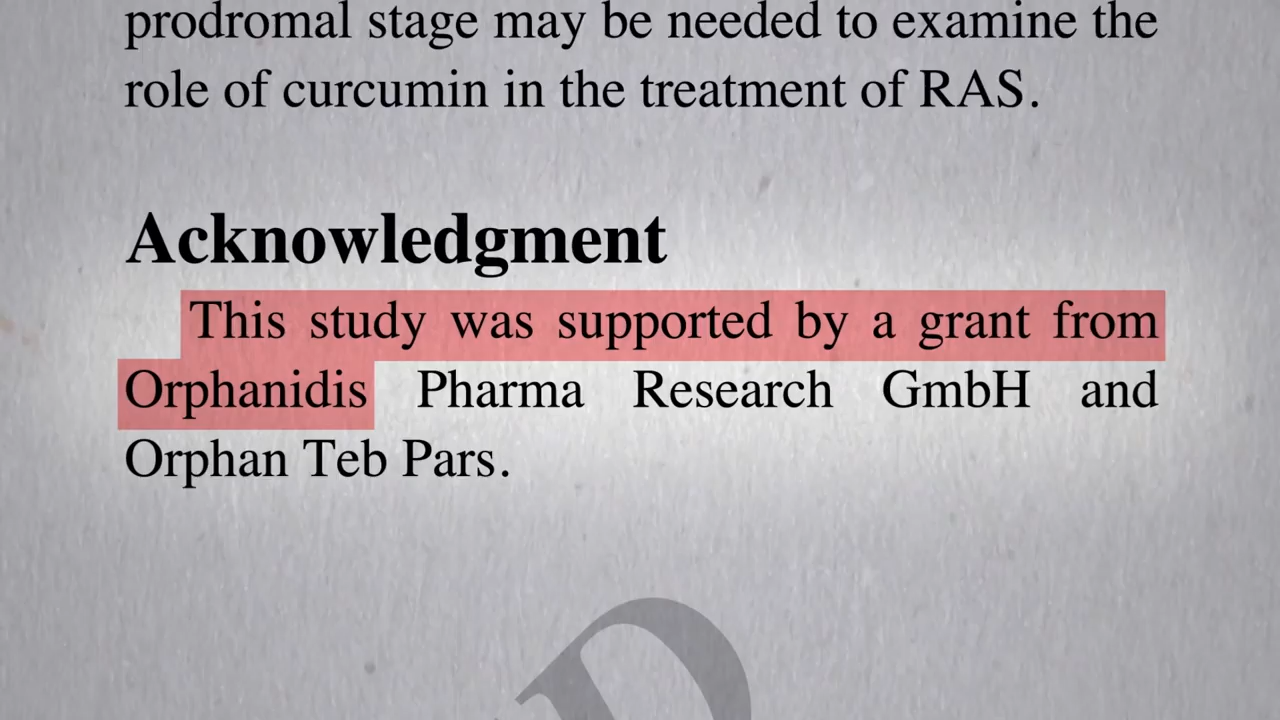 prodromal stage may be needed to examine the
role of curcumin in the treatment of RAS.
Acknowledgment
This study was supported by a grant from
Orphanidis Pharma Research GmbH and
Orphan Teb Pars.